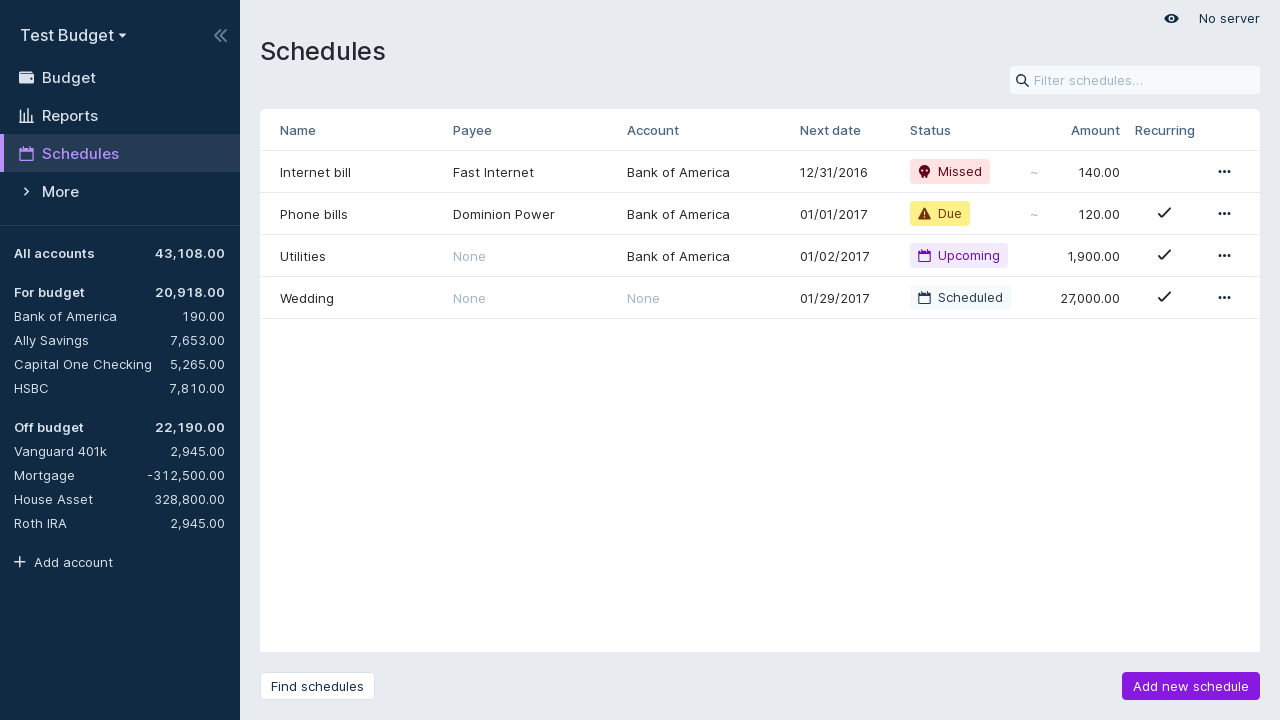 Test Budget
Budget
Reports
Schedules
More
All accounts 43,108.00
For budget 20,918.00
Bank of America 190.00
Ally Savings 7,653.00
Capital One Checking 5,265.00
HSBC 7,810.00
Off budget 22,190.00
Vanguard 401k 2,945.00
Mortgage -312,500.00
House Asset 328,800.00
Roth IRA 2,945.00
Add account
No server
Schedules
Filter schedules…
Name Payee Account Next date Status Amount Recurring
Internet bill Fast Internet Bank of America 12/31/2016 Missed ~ 140.00
Phone bills Dominion Power Bank of America 01/01/2017 Due ~ 120.00
Utilities None Bank of America 01/02/2017 Upcoming 1,900.00
Wedding None None 01/29/2017 Scheduled 27,000.00
Find schedules
Add new schedule